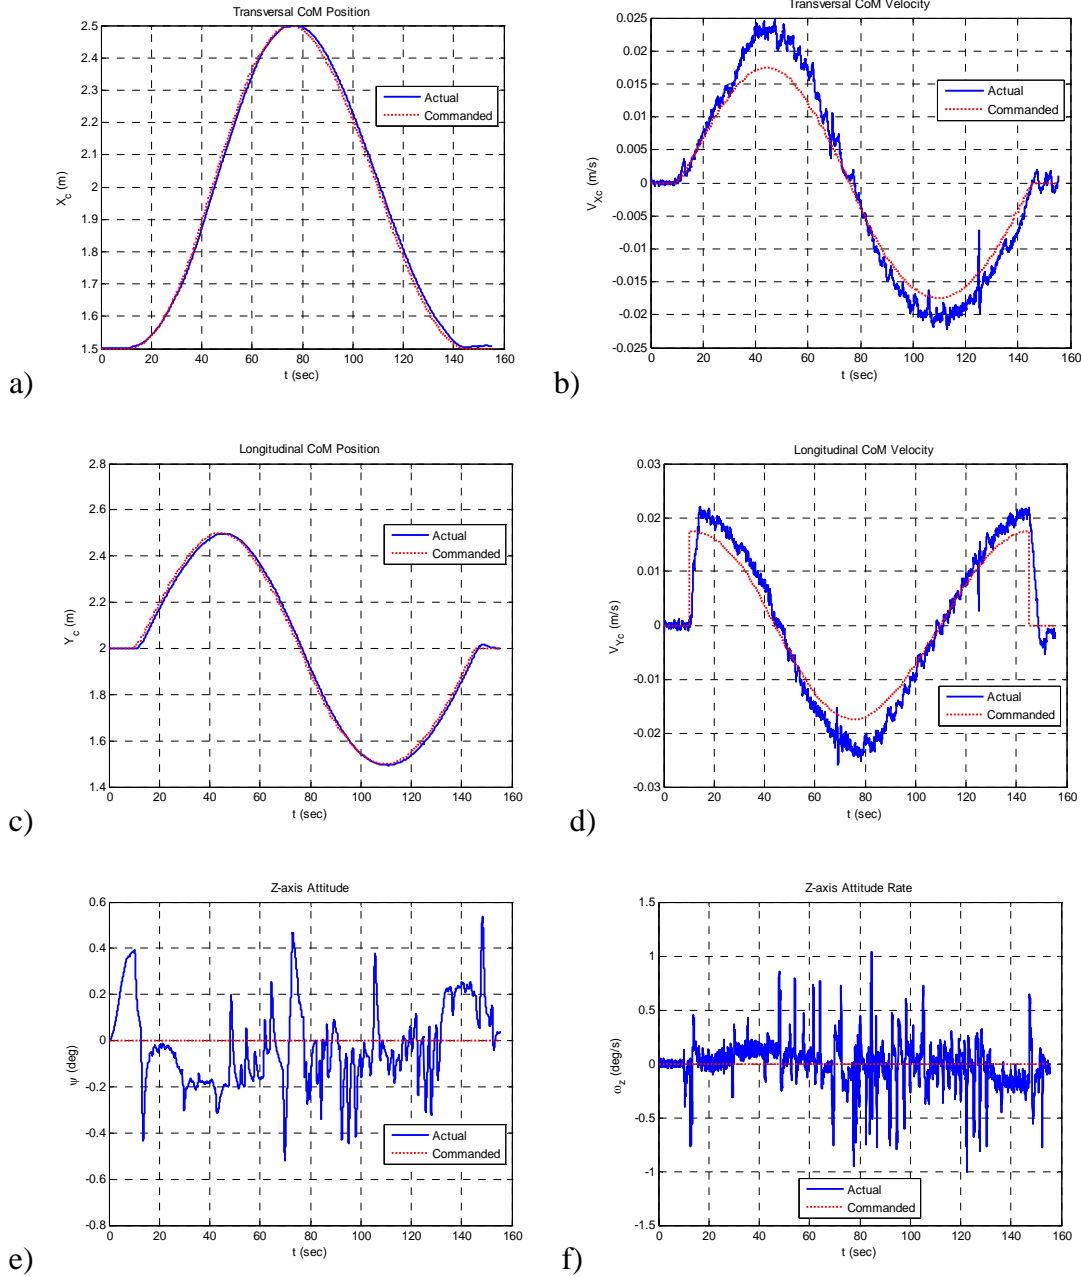 Transversal CoM Position
2.5
2.4
2.3
2.2
2.1
2
1.9
1.8
1.7
1.6
1.5
X_c (m)
Actual
Commanded
0 20 40 60 80 100 120 140 160
t (sec)
a)
Transversal CoM Velocity
0.025
0.02
0.015
0.01
0.005
0
-0.005
-0.01
-0.015
-0.02
-0.025
V_Xc (m/s)
Actual
Commanded
0 20 40 60 80 100 120 140 160
t (sec)
b)
Longitudinal CoM Position
2.8
2.6
2.4
2.2
2
1.8
1.6
1.4
Y_c (m)
Actual
Commanded
0 20 40 60 80 100 120 140 160
t (sec)
c)
Longitudinal CoM Velocity
0.03
0.02
0.01
0
-0.01
-0.02
-0.03
V_Yc (m/s)
Actual
Commanded
0 20 40 60 80 100 120 140 160
t (sec)
d)
Z-axis Attitude
0.6
0.4
0.2
0
-0.2
-0.4
-0.6
-0.8
ψ (deg)
Actual
Commanded
0 20 40 60 80 100 120 140 160
t (sec)
e)
Z-axis Attitude Rate
1.5
1
0.5
0
-0.5
-1
-1.5
ω_z (deg/s)
Actual
Commanded
0 20 40 60 80 100 120 140 160
t (sec)
f)